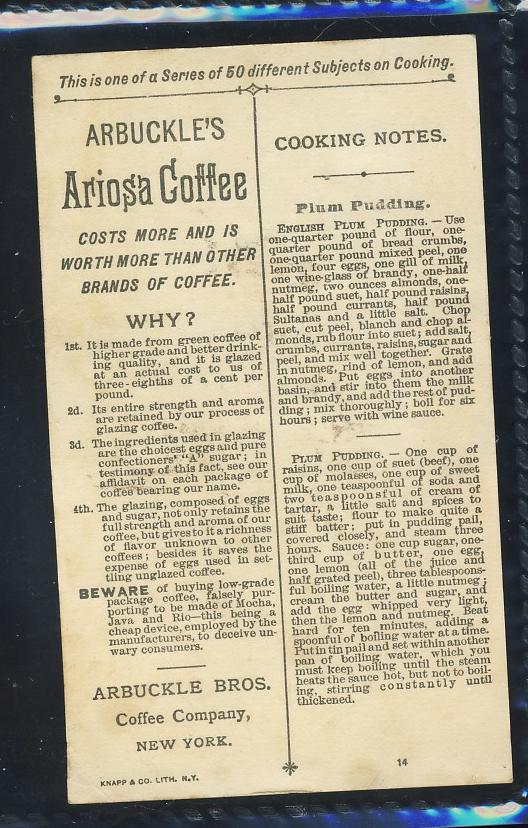 This is one of a Series of 50 different Subjects on Cooking.
ARBUCKLE'S
Ariosa Coffee
COSTS MORE AND IS
WORTH MORE THAN OTHER
BRANDS OF COFFEE.
WHY?
1st. It is made from green coffee of
higher grade and better drink-
ing quality, and it is glazed
at an actual cost to us of
three-eighths of a cent per
pound.
2d. Its entire strength and aroma
are retained by our process of
glazing coffee.
3d. The ingredients used in glazing
are the choicest eggs and pure
confectioners' "A" sugar; in
testimony of this fact, see our
affidavit on each package of
coffee bearing our name.
4th. The glazing, composed of eggs
and sugar, not only retains the
full strength and aroma of our
coffee, but gives to it a richness
of flavor unknown to other
coffees; besides it saves the
expense of eggs used in set-
tling unglazed coffee.
BEWARE of buying low-grade
package coffee, falsely pur-
porting to be made of Mocha,
Java and Rio—this being a
cheap device, employed by the
manufacturers, to deceive un-
wary consumers.
ARBUCKLE BROS.
Coffee Company,
NEW YORK.
KNAPP & CO. LITH. N.Y.
COOKING NOTES.
Plum Pudding.
ENGLISH PLUM PUDDING. — Use
one-quarter pound of flour, one-
quarter pound of bread crumbs,
one-quarter pound mixed peel, one
lemon, four eggs, one gill of milk,
one wine-glass of brandy, one-half
nutmeg, two ounces almonds, one-
half pound suet, half pound raisins,
half pound currants, half pound
Sultanas and a little salt. Chop
suet, cut peel, blanch and chop al-
monds, rub flour into suet; add salt,
crumbs, currants, raisins, sugar and
peel, and mix well together. Grate
in nutmeg, rind of lemon, and add
almonds. Put eggs into another
basin, and stir into them the milk
and brandy, and add the rest of pud-
ding; mix thoroughly; boil for six
hours; serve with wine sauce.
PLUM PUDDING. — One cup of
raisins, one cup of suet (beef), one
cup of molasses, one cup of sweet
milk, one teaspoonful of soda and
two teaspoonsful of cream of
tartar, a little salt and spices to
suit taste; flour to make quite a
stiff batter; put in pudding pail,
covered closely, and steam three
hours. Sauce: one cup sugar, one-
third cup of butter, one egg,
one lemon (all of the juice and
half grated peel), three tablespoons-
ful boiling water, a little nutmeg;
cream the butter and sugar, and
add the egg whipped very light,
then the lemon and nutmeg. Beat
hard for ten minutes, adding a
spoonful of boiling water at a time.
Put in tin pail and set within another
pan of boiling water, which you
must keep boiling until the steam
heats the sauce hot, but not to boil-
ing, stirring constantly until
thickened.
14